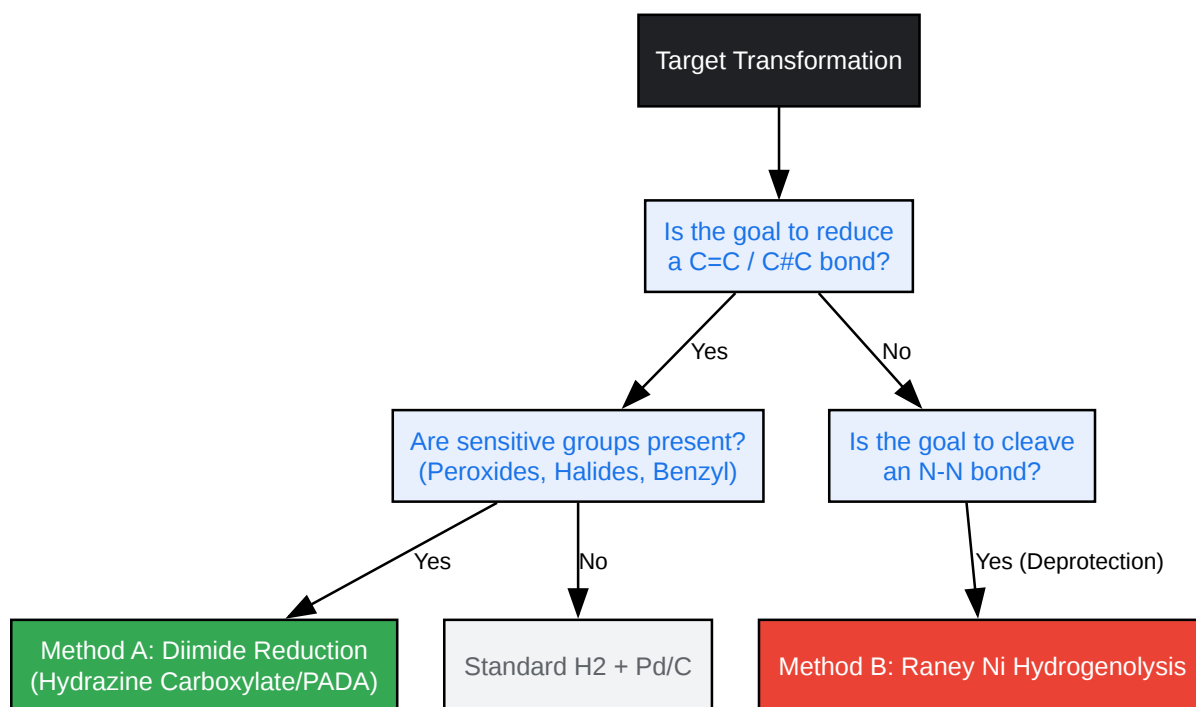 Target Transformation
Is the goal to reduce
a C=C / C#C bond?
Yes
No
Are sensitive groups present?
(Peroxides, Halides, Benzyl)
Is the goal to cleave
an N-N bond?
Yes
No
Yes (Deprotection)
Method A: Diimide Reduction
(Hydrazine Carboxylate/PADA)
Standard H2 + Pd/C
Method B: Raney Ni Hydrogenolysis